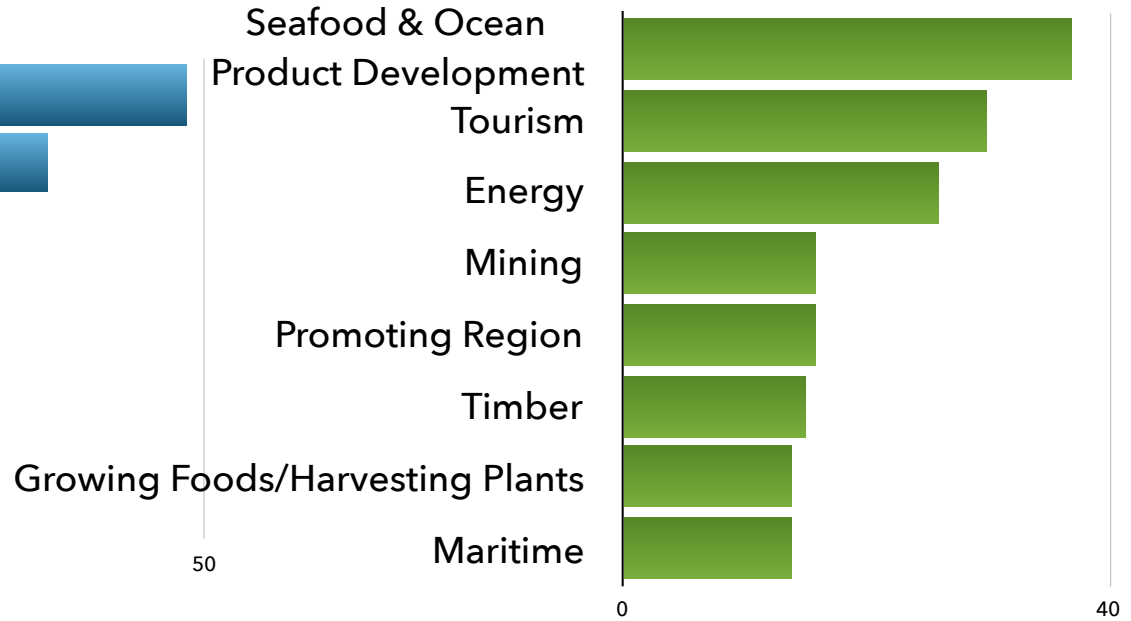 Seafood & Ocean
Product Development
Tourism
Energy
Mining
Promoting Region
Timber
Growing Foods/Harvesting Plants
Maritime
50
0
40